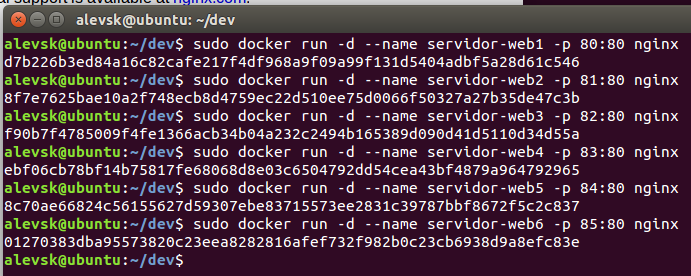 al support is available at nginx.com.
alevsk@ubuntu: ~/dev
alevsk@ubuntu:~/dev$ sudo docker run -d --name servidor-web1 -p 80:80 nginx
d7b226b3ed84a16c82cafe217f4df968a9f09a99f131d5404adbf5a28d61c546
alevsk@ubuntu:~/dev$ sudo docker run -d --name servidor-web2 -p 81:80 nginx
8f7e7625bae10a2f748ecb8d4759ec22d510ee75d0066f50327a27b35de47c3b
alevsk@ubuntu:~/dev$ sudo docker run -d --name servidor-web3 -p 82:80 nginx
f90b7f4785009f4fe1366acb34b04a232c2494b165389d090d41d5110d34d55a
alevsk@ubuntu:~/dev$ sudo docker run -d --name servidor-web4 -p 83:80 nginx
ebf06cb78bf14b75817fe68068d8e03c6504792dd54cea43bf4879a964792965
alevsk@ubuntu:~/dev$ sudo docker run -d --name servidor-web5 -p 84:80 nginx
8c70ae66824c56155627d59307ebe83715573ee2831c39787bbf8672f5c2c837
alevsk@ubuntu:~/dev$ sudo docker run -d --name servidor-web6 -p 85:80 nginx
01270383dba95573820c23eea8282816afef732f982b0c23cb6938d9a8efc83e
alevsk@ubuntu:~/dev$